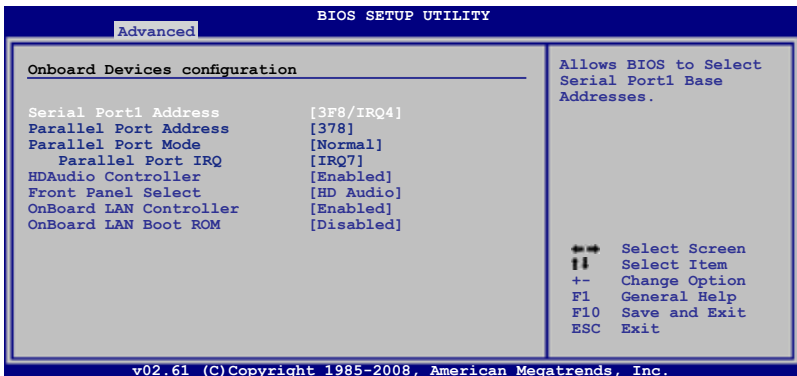 BIOS SETUP UTILITY
Advanced
Onboard Devices configuration
Serial Port1 Address [3F8/IRQ4]
Parallel Port Address [378]
Parallel Port Mode [Normal]
Parallel Port IRQ [IRQ7]
HDAudio Controller [Enabled]
Front Panel Select [HD Audio]
OnBoard LAN Controller [Enabled]
OnBoard LAN Boot ROM [Disabled]
Allows BIOS to Select
Serial Port1 Base
Addresses.
←→ Select Screen
↑↓ Select Item
+- Change Option
F1 General Help
F10 Save and Exit
ESC Exit
v02.61 (C)Copyright 1985-2008, American Megatrends, Inc.